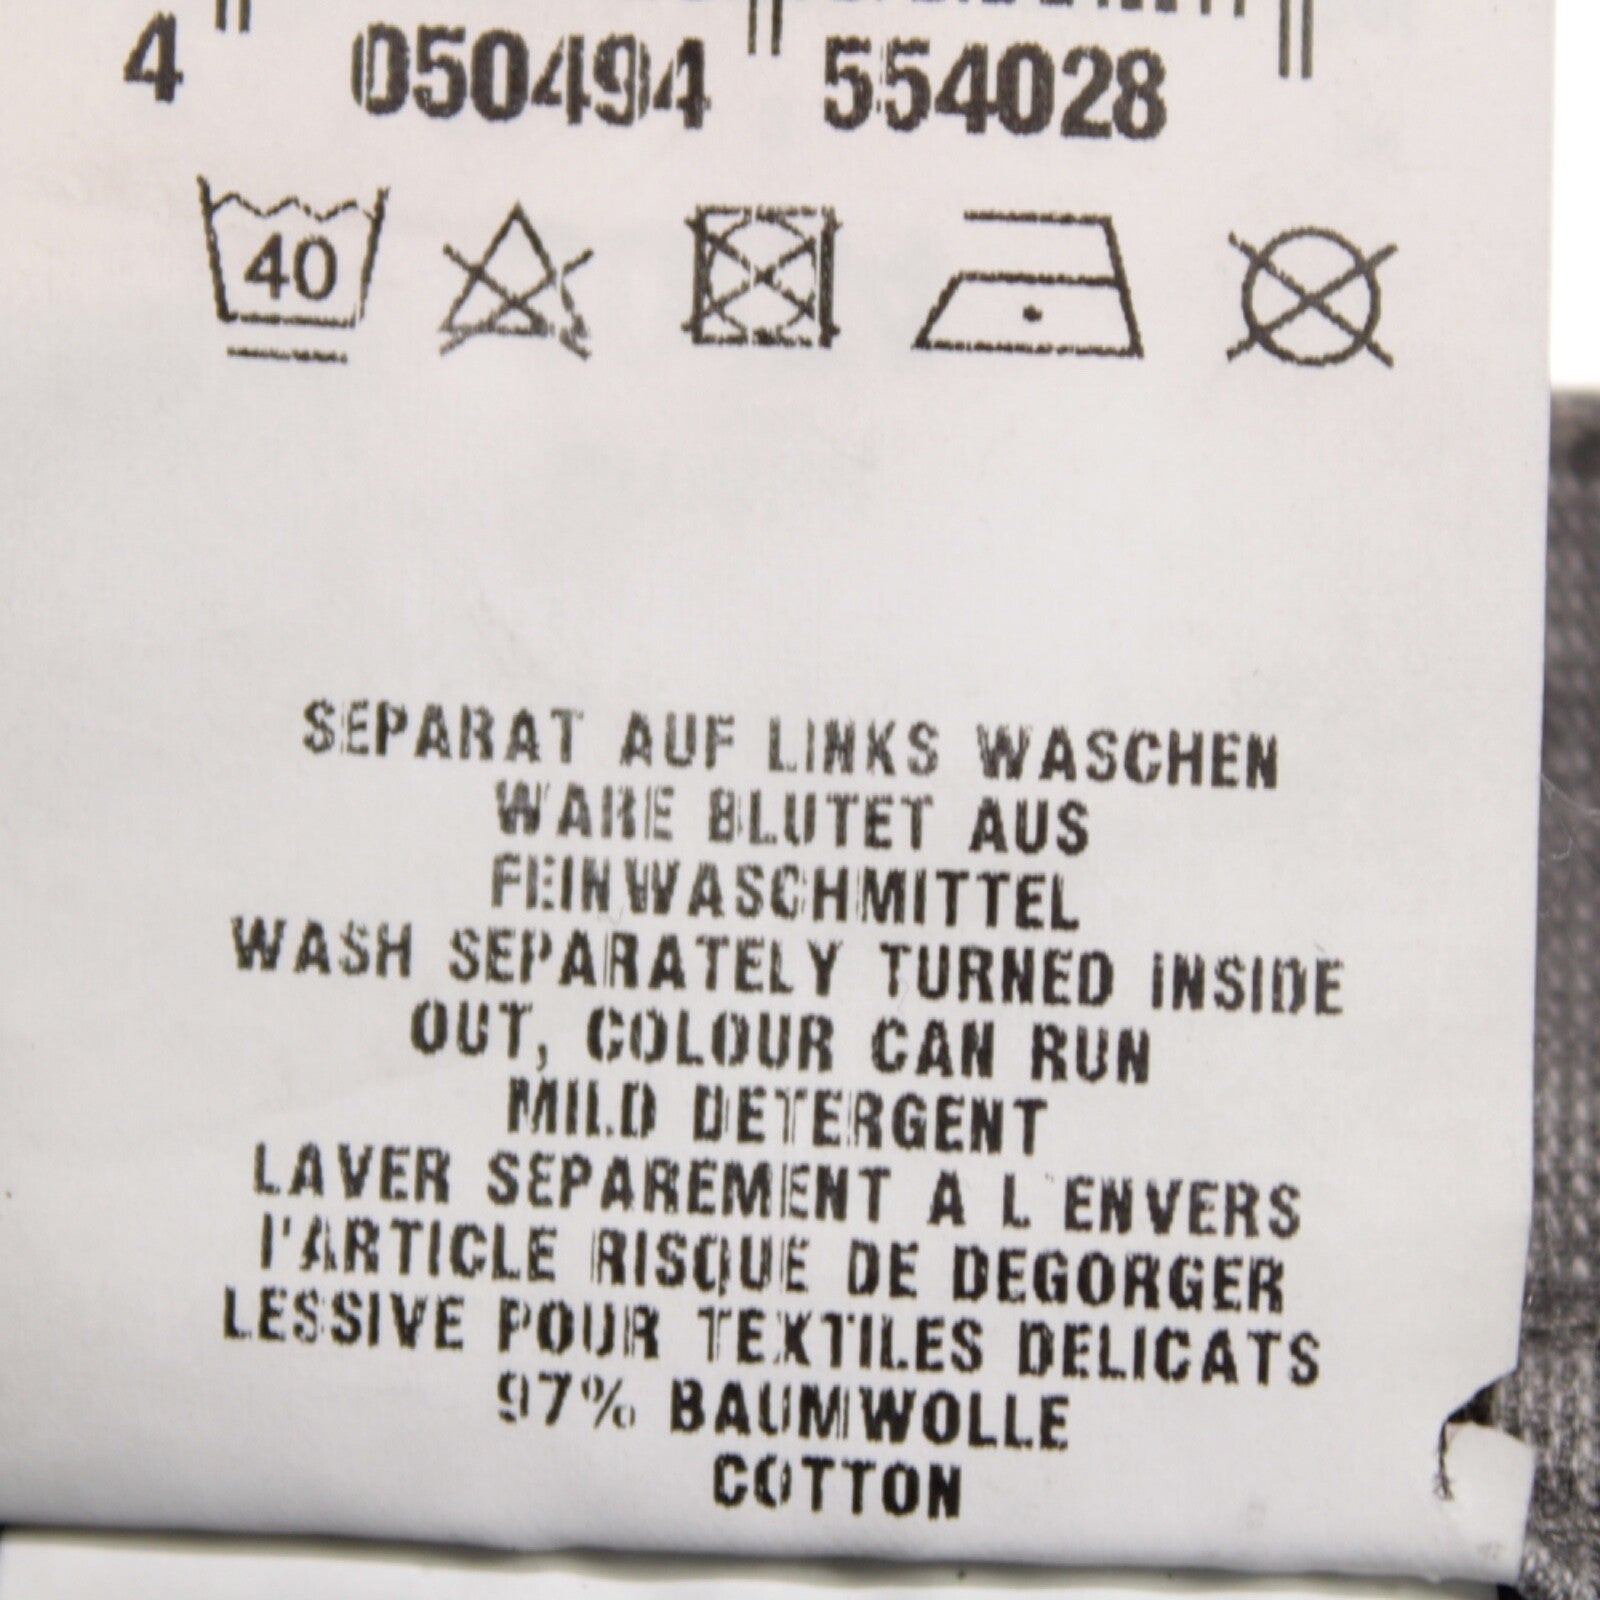 4 050494 554028
40
SEPARAT AUF LINKS WASCHEN
WARE BLUTET AUS
FEINWASCHMITTEL
WASH SEPARATELY TURNED INSIDE
OUT, COLOUR CAN RUN
MILD DETERGENT
LAVER SEPAREMENT A L'ENVERS
l'ARTICLE RISQUE DE DEGORGER
LESSIVE POUR TEXTILES DELICATS
97% BAUMWOLLE
COTTON